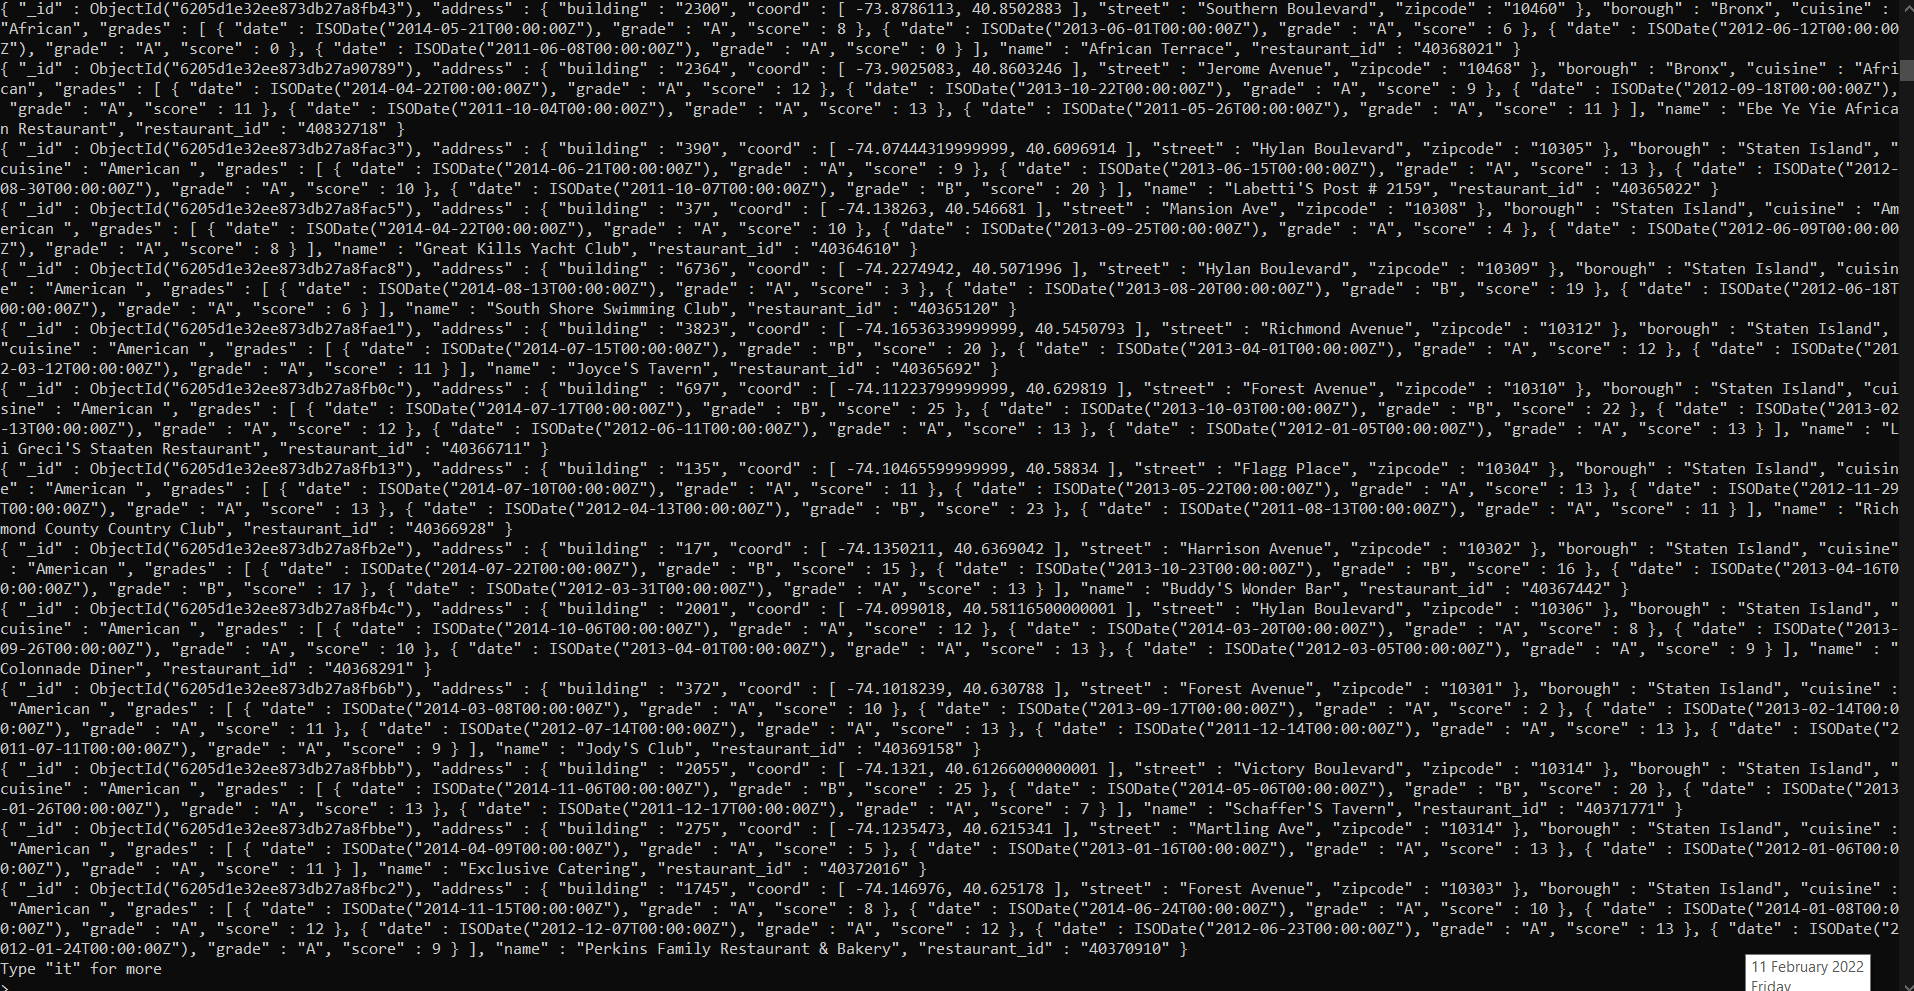 { "_id" : ObjectId("6205d1e32ee873db27a8fb43"), "address" : { "building" : "2300", "coord" : [ -73.8786113, 40.8502883 ], "street" : "Southern Boulevard", "zipcode" : "10460" }, "borough" : "Bronx", "cuisine" :
"African", "grades" : [ { "date" : ISODate("2014-05-21T00:00:00Z"), "grade" : "A", "score" : 8 }, { "date" : ISODate("2013-06-01T00:00:00Z"), "grade" : "A", "score" : 6 }, { "date" : ISODate("2012-06-12T00:00:00
Z"), "grade" : "A", "score" : 0 }, { "date" : ISODate("2011-06-08T00:00:00Z"), "grade" : "A", "score" : 0 } ], "name" : "African Terrace", "restaurant_id" : "40368021" }
{ "_id" : ObjectId("6205d1e32ee873db27a90789"), "address" : { "building" : "2364", "coord" : [ -73.9025083, 40.8603246 ], "street" : "Jerome Avenue", "zipcode" : "10468" }, "borough" : "Bronx", "cuisine" : "Afri
can", "grades" : [ { "date" : ISODate("2014-04-22T00:00:00Z"), "grade" : "A", "score" : 12 }, { "date" : ISODate("2013-10-22T00:00:00Z"), "grade" : "A", "score" : 9 }, { "date" : ISODate("2012-09-18T00:00:00Z"),
"grade" : "A", "score" : 11 }, { "date" : ISODate("2011-10-04T00:00:00Z"), "grade" : "A", "score" : 13 }, { "date" : ISODate("2011-05-26T00:00:00Z"), "grade" : "A", "score" : 11 } ], "name" : "Ebe Ye Yie Africa
n Restaurant", "restaurant_id" : "40832718" }
{ "_id" : ObjectId("6205d1e32ee873db27a8fac3"), "address" : { "building" : "390", "coord" : [ -74.07444319999999, 40.6096914 ], "street" : "Hylan Boulevard", "zipcode" : "10305" }, "borough" : "Staten Island", "
cuisine" : "American ", "grades" : [ { "date" : ISODate("2014-06-21T00:00:00Z"), "grade" : "A", "score" : 9 }, { "date" : ISODate("2013-06-15T00:00:00Z"), "grade" : "A", "score" : 13 }, { "date" : ISODate("2012-
08-30T00:00:00Z"), "grade" : "A", "score" : 10 }, { "date" : ISODate("2011-10-07T00:00:00Z"), "grade" : "B", "score" : 20 } ], "name" : "Labetti'S Post # 2159", "restaurant_id" : "40365022" }
{ "_id" : ObjectId("6205d1e32ee873db27a8fac5"), "address" : { "building" : "37", "coord" : [ -74.138263, 40.546681 ], "street" : "Mansion Ave", "zipcode" : "10308" }, "borough" : "Staten Island", "cuisine" : "Am
erican ", "grades" : [ { "date" : ISODate("2014-04-22T00:00:00Z"), "grade" : "A", "score" : 10 }, { "date" : ISODate("2013-09-25T00:00:00Z"), "grade" : "A", "score" : 4 }, { "date" : ISODate("2012-06-09T00:00:00
Z"), "grade" : "A", "score" : 8 } ], "name" : "Great Kills Yacht Club", "restaurant_id" : "40364610" }
{ "_id" : ObjectId("6205d1e32ee873db27a8fac8"), "address" : { "building" : "6736", "coord" : [ -74.2274942, 40.5071996 ], "street" : "Hylan Boulevard", "zipcode" : "10309" }, "borough" : "Staten Island", "cuisin
e" : "American ", "grades" : [ { "date" : ISODate("2014-08-13T00:00:00Z"), "grade" : "A", "score" : 3 }, { "date" : ISODate("2013-08-20T00:00:00Z"), "grade" : "B", "score" : 19 }, { "date" : ISODate("2012-06-18T
00:00:00Z"), "grade" : "A", "score" : 6 } ], "name" : "South Shore Swimming Club", "restaurant_id" : "40365120" }
{ "_id" : ObjectId("6205d1e32ee873db27a8fae1"), "address" : { "building" : "3823", "coord" : [ -74.16536339999999, 40.5450793 ], "street" : "Richmond Avenue", "zipcode" : "10312" }, "borough" : "Staten Island",
"cuisine" : "American ", "grades" : [ { "date" : ISODate("2014-07-15T00:00:00Z"), "grade" : "B", "score" : 20 }, { "date" : ISODate("2013-04-01T00:00:00Z"), "grade" : "A", "score" : 12 }, { "date" : ISODate("201
2-03-12T00:00:00Z"), "grade" : "A", "score" : 11 } ], "name" : "Joyce'S Tavern", "restaurant_id" : "40365692" }
{ "_id" : ObjectId("6205d1e32ee873db27a8fb0c"), "address" : { "building" : "697", "coord" : [ -74.11223799999999, 40.629819 ], "street" : "Forest Avenue", "zipcode" : "10310" }, "borough" : "Staten Island", "cui
sine" : "American ", "grades" : [ { "date" : ISODate("2014-07-17T00:00:00Z"), "grade" : "B", "score" : 25 }, { "date" : ISODate("2013-10-03T00:00:00Z"), "grade" : "B", "score" : 22 }, { "date" : ISODate("2013-02
-13T00:00:00Z"), "grade" : "A", "score" : 12 }, { "date" : ISODate("2012-06-11T00:00:00Z"), "grade" : "A", "score" : 13 }, { "date" : ISODate("2012-01-05T00:00:00Z"), "grade" : "A", "score" : 13 } ], "name" : "L
i Greci'S Staaten Restaurant", "restaurant_id" : "40366711" }
{ "_id" : ObjectId("6205d1e32ee873db27a8fb13"), "address" : { "building" : "135", "coord" : [ -74.10465599999999, 40.58834 ], "street" : "Flagg Place", "zipcode" : "10304" }, "borough" : "Staten Island", "cuisin
e" : "American ", "grades" : [ { "date" : ISODate("2014-07-10T00:00:00Z"), "grade" : "A", "score" : 11 }, { "date" : ISODate("2013-05-22T00:00:00Z"), "grade" : "A", "score" : 13 }, { "date" : ISODate("2012-11-29
T00:00:00Z"), "grade" : "A", "score" : 13 }, { "date" : ISODate("2012-04-13T00:00:00Z"), "grade" : "B", "score" : 23 }, { "date" : ISODate("2011-08-13T00:00:00Z"), "grade" : "A", "score" : 11 } ], "name" : "Rich
mond County Country Club", "restaurant_id" : "40366928" }
{ "_id" : ObjectId("6205d1e32ee873db27a8fb2e"), "address" : { "building" : "17", "coord" : [ -74.1350211, 40.6369042 ], "street" : "Harrison Avenue", "zipcode" : "10302" }, "borough" : "Staten Island", "cuisine"
: "American ", "grades" : [ { "date" : ISODate("2014-07-22T00:00:00Z"), "grade" : "B", "score" : 15 }, { "date" : ISODate("2013-10-23T00:00:00Z"), "grade" : "B", "score" : 16 }, { "date" : ISODate("2013-04-16T0
0:00:00Z"), "grade" : "B", "score" : 17 }, { "date" : ISODate("2012-03-31T00:00:00Z"), "grade" : "A", "score" : 13 } ], "name" : "Buddy'S Wonder Bar", "restaurant_id" : "40367442" }
{ "_id" : ObjectId("6205d1e32ee873db27a8fb4c"), "address" : { "building" : "2001", "coord" : [ -74.099018, 40.58116500000001 ], "street" : "Hylan Boulevard", "zipcode" : "10306" }, "borough" : "Staten Island", "
cuisine" : "American ", "grades" : [ { "date" : ISODate("2014-10-06T00:00:00Z"), "grade" : "A", "score" : 12 }, { "date" : ISODate("2014-03-20T00:00:00Z"), "grade" : "A", "score" : 8 }, { "date" : ISODate("2013-
09-26T00:00:00Z"), "grade" : "A", "score" : 10 }, { "date" : ISODate("2013-04-01T00:00:00Z"), "grade" : "A", "score" : 13 }, { "date" : ISODate("2012-03-05T00:00:00Z"), "grade" : "A", "score" : 9 } ], "name" : "
Colonnade Diner", "restaurant_id" : "40368291" }
{ "_id" : ObjectId("6205d1e32ee873db27a8fb6b"), "address" : { "building" : "372", "coord" : [ -74.1018239, 40.630788 ], "street" : "Forest Avenue", "zipcode" : "10301" }, "borough" : "Staten Island", "cuisine" :
"American ", "grades" : [ { "date" : ISODate("2014-03-08T00:00:00Z"), "grade" : "A", "score" : 10 }, { "date" : ISODate("2013-09-17T00:00:00Z"), "grade" : "A", "score" : 2 }, { "date" : ISODate("2013-02-14T00:0
0:00Z"), "grade" : "A", "score" : 11 }, { "date" : ISODate("2012-07-14T00:00:00Z"), "grade" : "A", "score" : 13 }, { "date" : ISODate("2011-12-14T00:00:00Z"), "grade" : "A", "score" : 13 }, { "date" : ISODate("2
011-07-11T00:00:00Z"), "grade" : "A", "score" : 9 } ], "name" : "Jody'S Club", "restaurant_id" : "40369158" }
{ "_id" : ObjectId("6205d1e32ee873db27a8fbbb"), "address" : { "building" : "2055", "coord" : [ -74.1321, 40.61266000000001 ], "street" : "Victory Boulevard", "zipcode" : "10314" }, "borough" : "Staten Island", "
cuisine" : "American ", "grades" : [ { "date" : ISODate("2014-11-06T00:00:00Z"), "grade" : "B", "score" : 25 }, { "date" : ISODate("2014-05-06T00:00:00Z"), "grade" : "B", "score" : 20 }, { "date" : ISODate("2013
-01-26T00:00:00Z"), "grade" : "A", "score" : 13 }, { "date" : ISODate("2011-12-17T00:00:00Z"), "grade" : "A", "score" : 7 } ], "name" : "Schaffer'S Tavern", "restaurant_id" : "40371771" }
{ "_id" : ObjectId("6205d1e32ee873db27a8fbbe"), "address" : { "building" : "275", "coord" : [ -74.1235473, 40.6215341 ], "street" : "Martling Ave", "zipcode" : "10314" }, "borough" : "Staten Island", "cuisine" :
"American ", "grades" : [ { "date" : ISODate("2014-04-09T00:00:00Z"), "grade" : "A", "score" : 5 }, { "date" : ISODate("2013-01-16T00:00:00Z"), "grade" : "A", "score" : 13 }, { "date" : ISODate("2012-01-06T00:0
0:00Z"), "grade" : "A", "score" : 11 } ], "name" : "Exclusive Catering", "restaurant_id" : "40372016" }
{ "_id" : ObjectId("6205d1e32ee873db27a8fbc2"), "address" : { "building" : "1745", "coord" : [ -74.146976, 40.625178 ], "street" : "Forest Avenue", "zipcode" : "10303" }, "borough" : "Staten Island", "cuisine" :
"American ", "grades" : [ { "date" : ISODate("2014-11-15T00:00:00Z"), "grade" : "A", "score" : 8 }, { "date" : ISODate("2014-06-24T00:00:00Z"), "grade" : "A", "score" : 10 }, { "date" : ISODate("2014-01-08T00:0
0:00Z"), "grade" : "A", "score" : 12 }, { "date" : ISODate("2012-12-07T00:00:00Z"), "grade" : "A", "score" : 12 }, { "date" : ISODate("2012-06-23T00:00:00Z"), "grade" : "A", "score" : 13 }, { "date" : ISODate("2
012-01-24T00:00:00Z"), "grade" : "A", "score" : 9 } ], "name" : "Perkins Family Restaurant & Bakery", "restaurant_id" : "40370910" }
Type "it" for more
>
11 February 2022
Friday